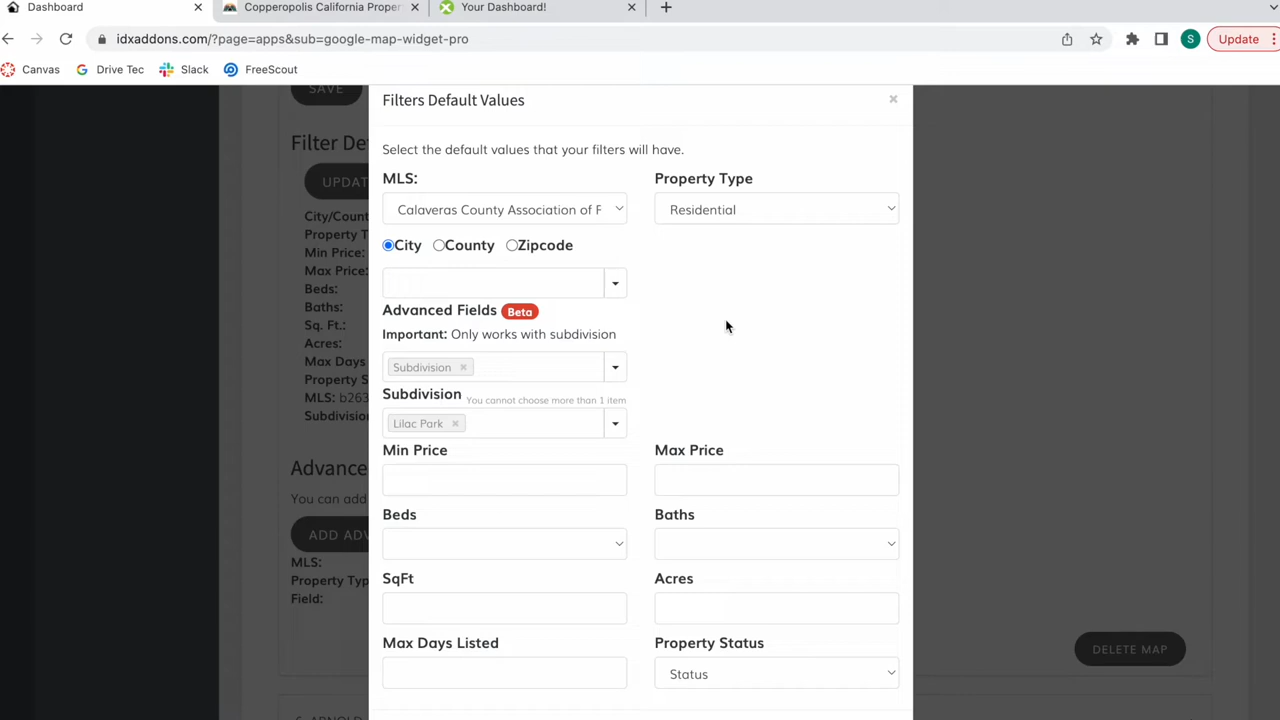 Dashboard
Copperopolis California Proper
Your Dashboard!
idxaddons.com/?page=apps&sub=google-map-widget-pro
S
Update
Canvas
Drive Tec
Slack
FreeScout
SAVE
Filters Default Values
Filter De
Select the default values that your filters will have.
MLS:
Property Type
UPDAT
Calaveras County Association of F
Residential
City/Count
Property T
City
County
Zipcode
Min Price:
Max Price:
Beds:
Baths:
Advanced Fields Beta
Sq. Ft.:
Important: Only works with subdivision
Acres:
Max Days
Subdivision
Property S
MLS: b263
Subdivision You cannot choose more than 1 item
Subdivision
Lilac Park
Min Price
Max Price
Advance
You can add
Beds
Baths
ADD ADV
MLS:
Property Typ
SqFt
Acres
Field:
Max Days Listed
Property Status
DELETE MAP
Status